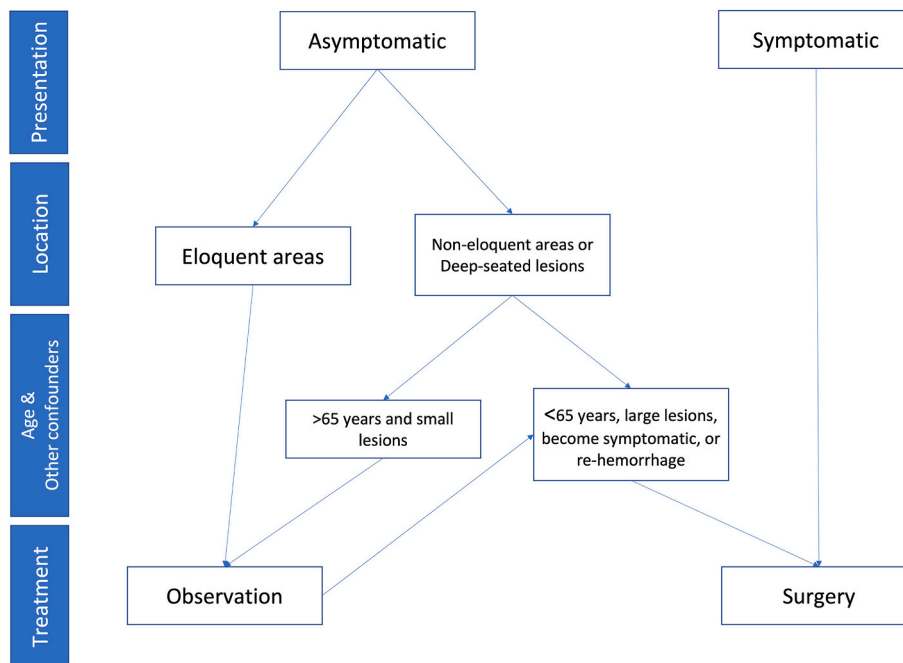 Presentation
Asymptomatic
Symptomatic
Location
Eloquent areas
Non-eloquent areas or
Deep-seated lesions
Age &
Other confounders
>65 years and small
lesions
<65 years, large lesions,
become symptomatic, or
re-hemorrhage
Treatment
Observation
Surgery